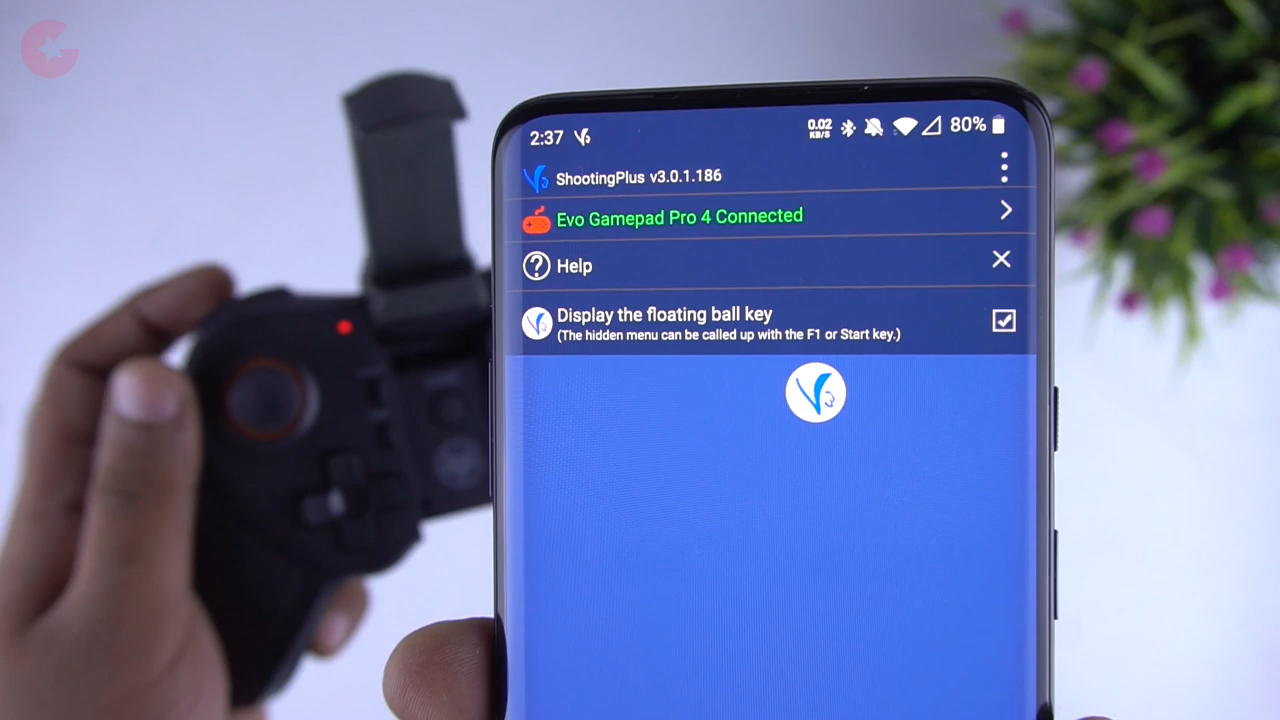 2:37 0.02 KB/S 80%
ShootingPlus v3.0.1.186
Evo Gamepad Pro 4 Connected
Help
Display the floating ball key
(The hidden menu can be called up with the F1 or Start key.)